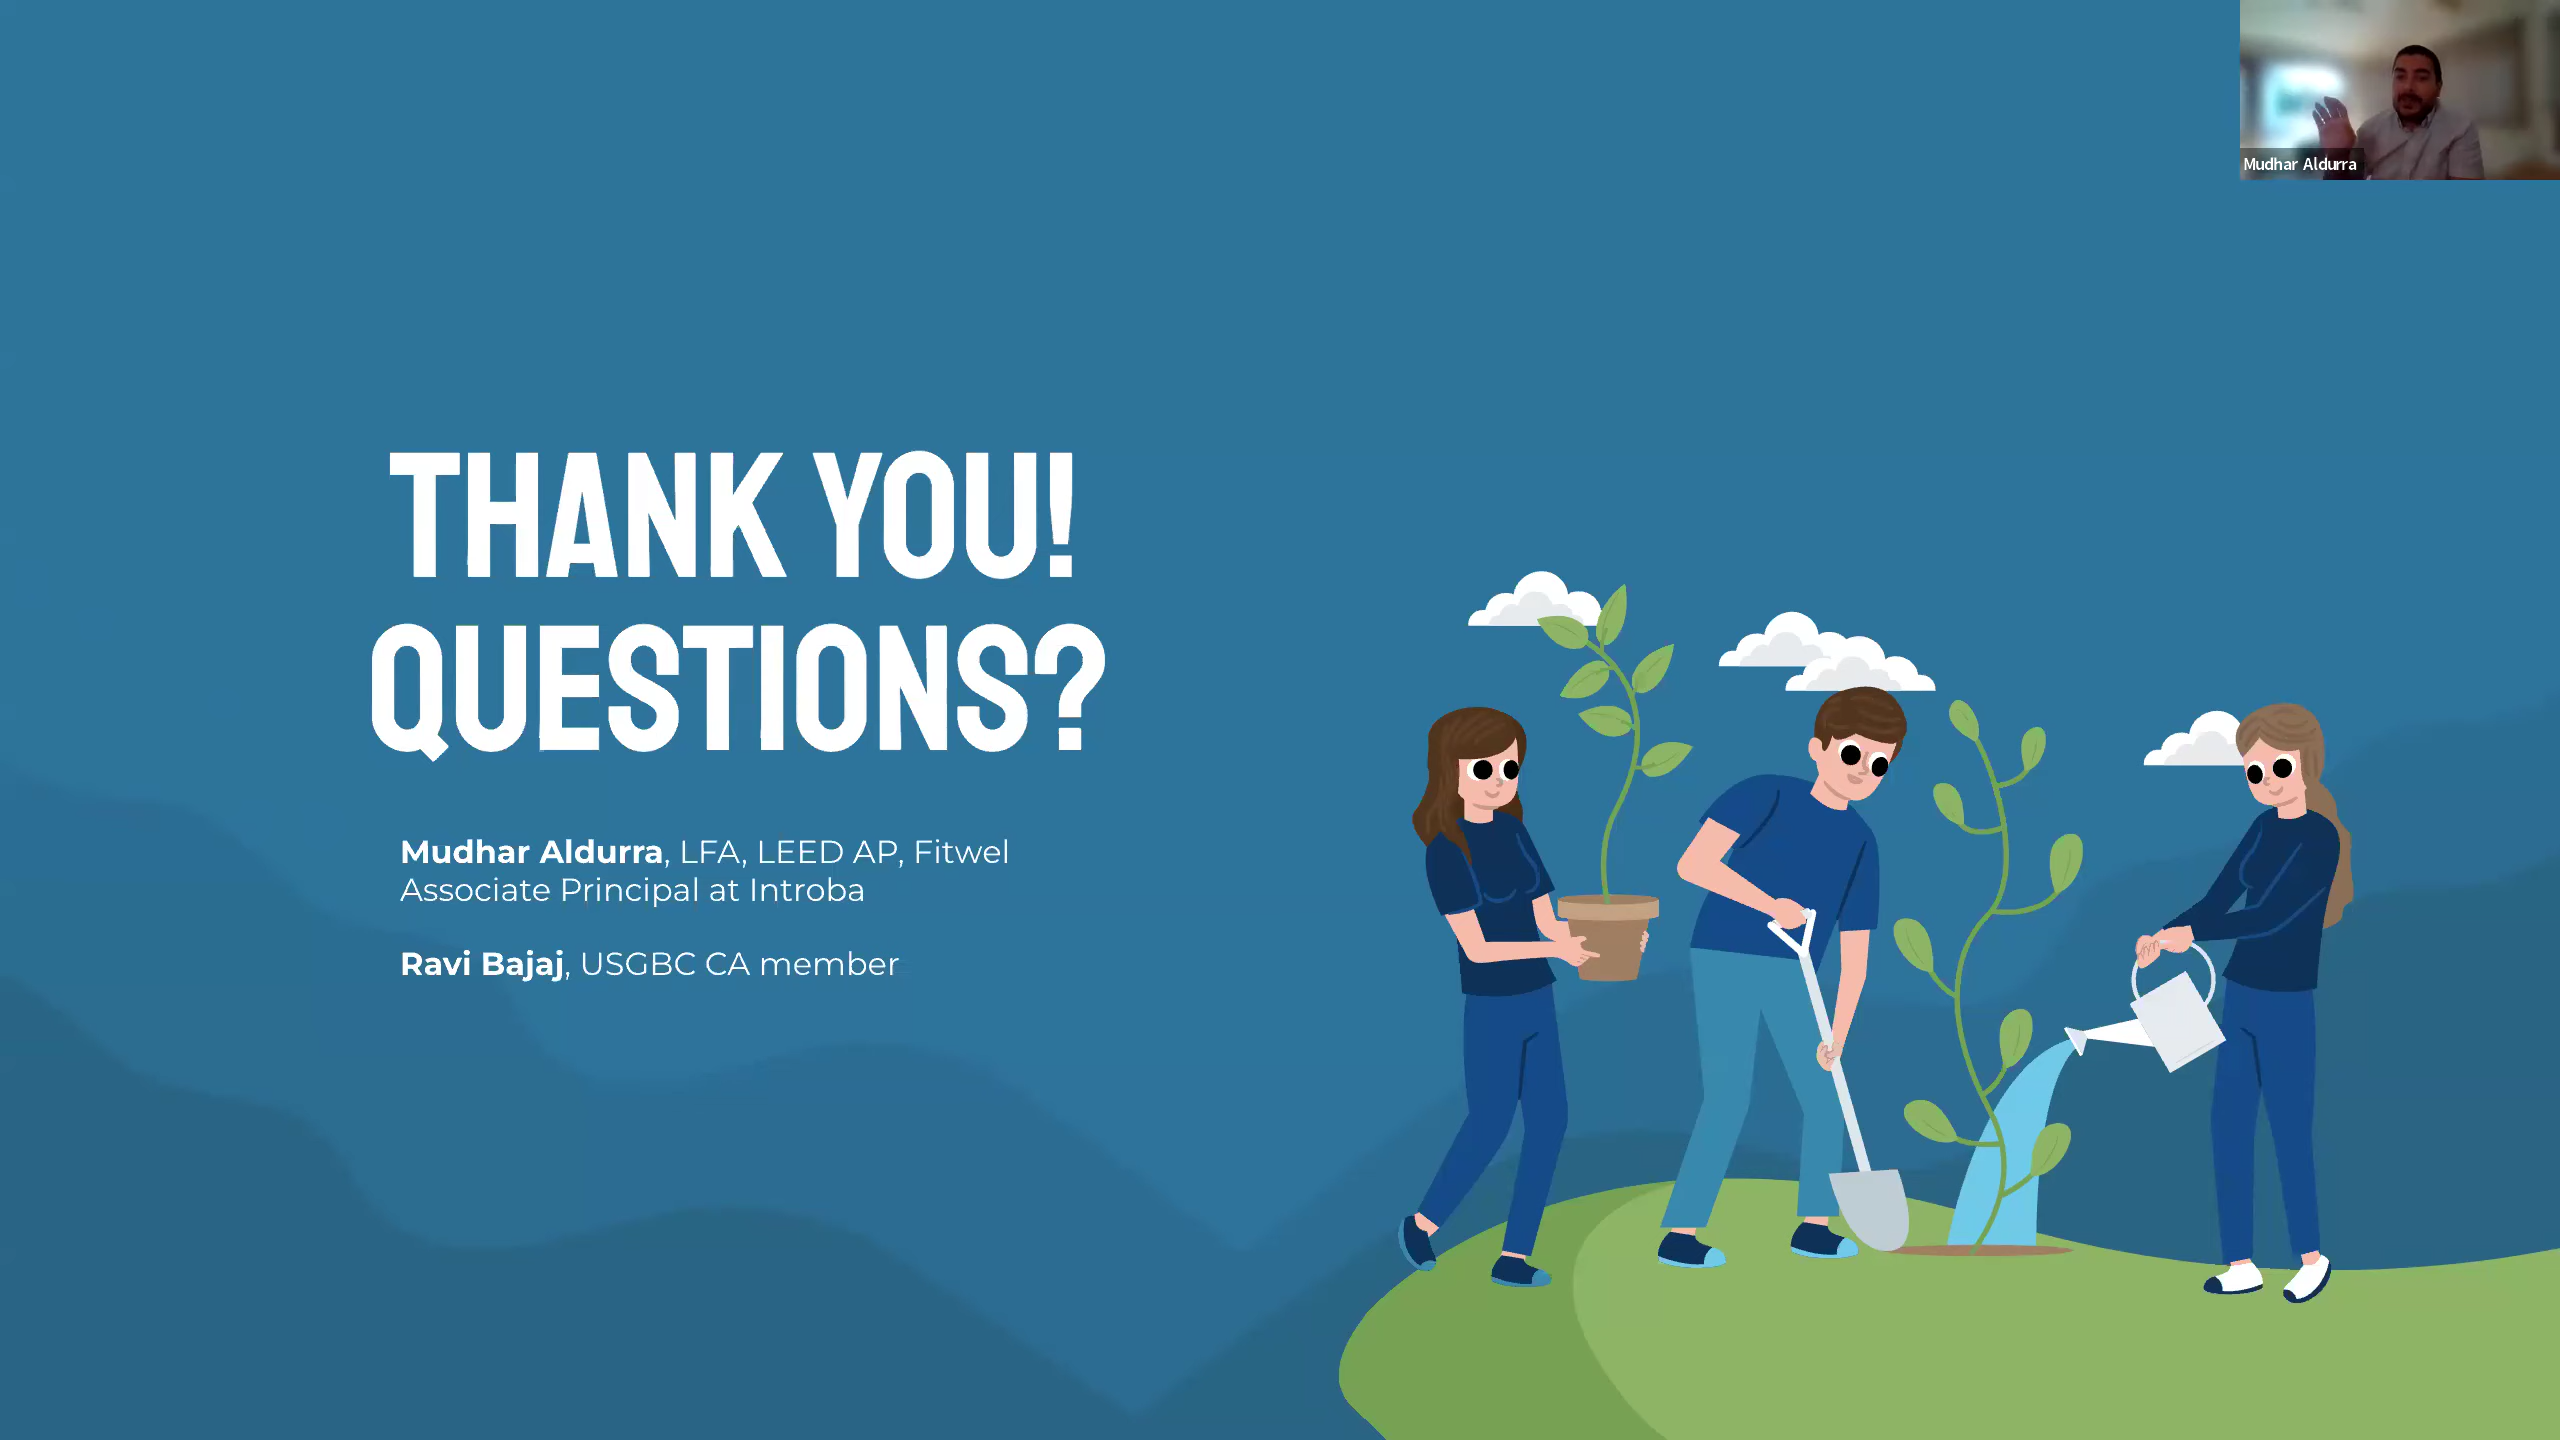 Mudhar Aldurra
THANK YOU!
QUESTIONS?
Mudhar Aldurra, LFA, LEED AP, Fitwel
Associate Principal at Introba
Ravi Bajaj, USGBC CA member